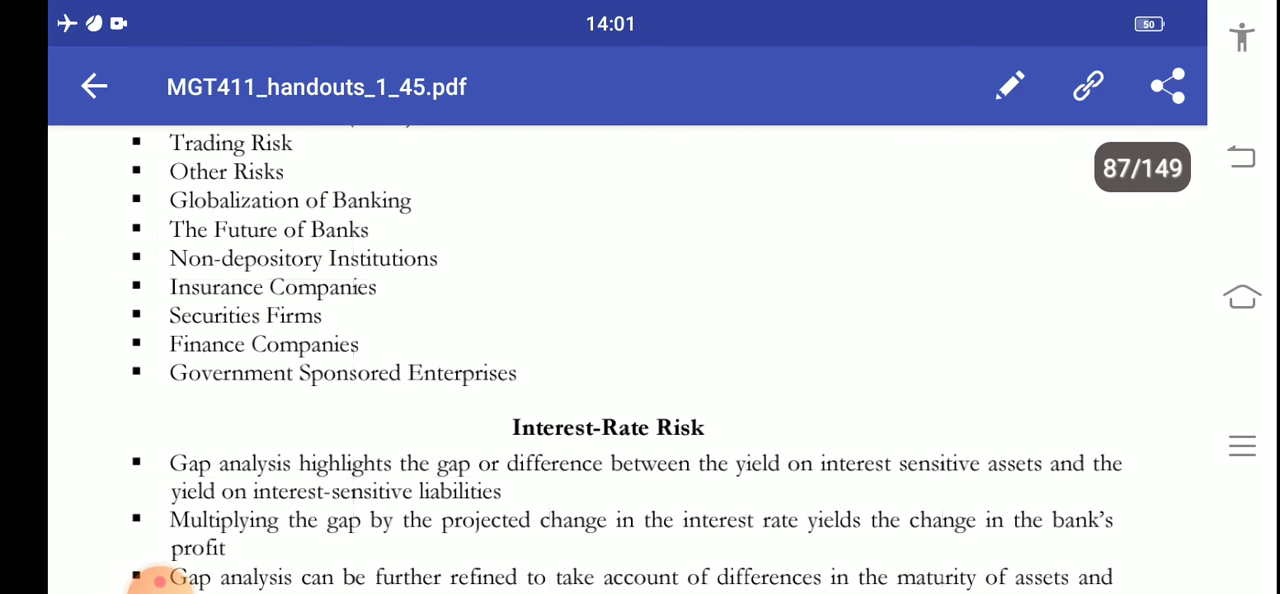 14:01
50
MGT411_handouts_1_45.pdf
87/149
▪ Trading Risk
▪ Other Risks
▪ Globalization of Banking
▪ The Future of Banks
▪ Non-depository Institutions
▪ Insurance Companies
▪ Securities Firms
▪ Finance Companies
▪ Government Sponsored Enterprises
Interest-Rate Risk
▪ Gap analysis highlights the gap or difference between the yield on interest sensitive assets and the
yield on interest-sensitive liabilities
▪ Multiplying the gap by the projected change in the interest rate yields the change in the bank's
profit
▪ Gap analysis can be further refined to take account of differences in the maturity of assets and